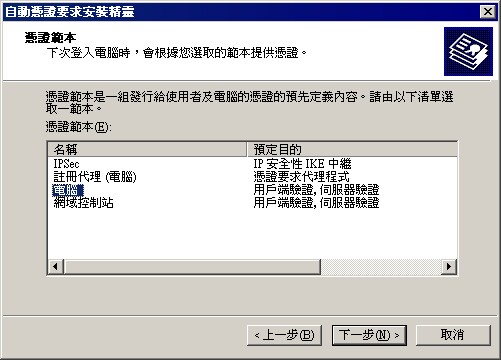 自動憑證要求安裝精靈
憑證範本
下次登入電腦時，會根據您選取的範本提供憑證。
憑證範本是一組發行給使用者及電腦的憑證的預先定義內容。請由以下清單選
取一範本。
憑證範本(E):
名稱 預定目的
IPSec IP 安全性 IKE 中繼
註冊代理 (電腦) 憑證要求代理程式
電腦 用戶端驗證, 伺服器驗證
網域控制站 用戶端驗證, 伺服器驗證
< 上一步(B) 下一步(N) > 取消